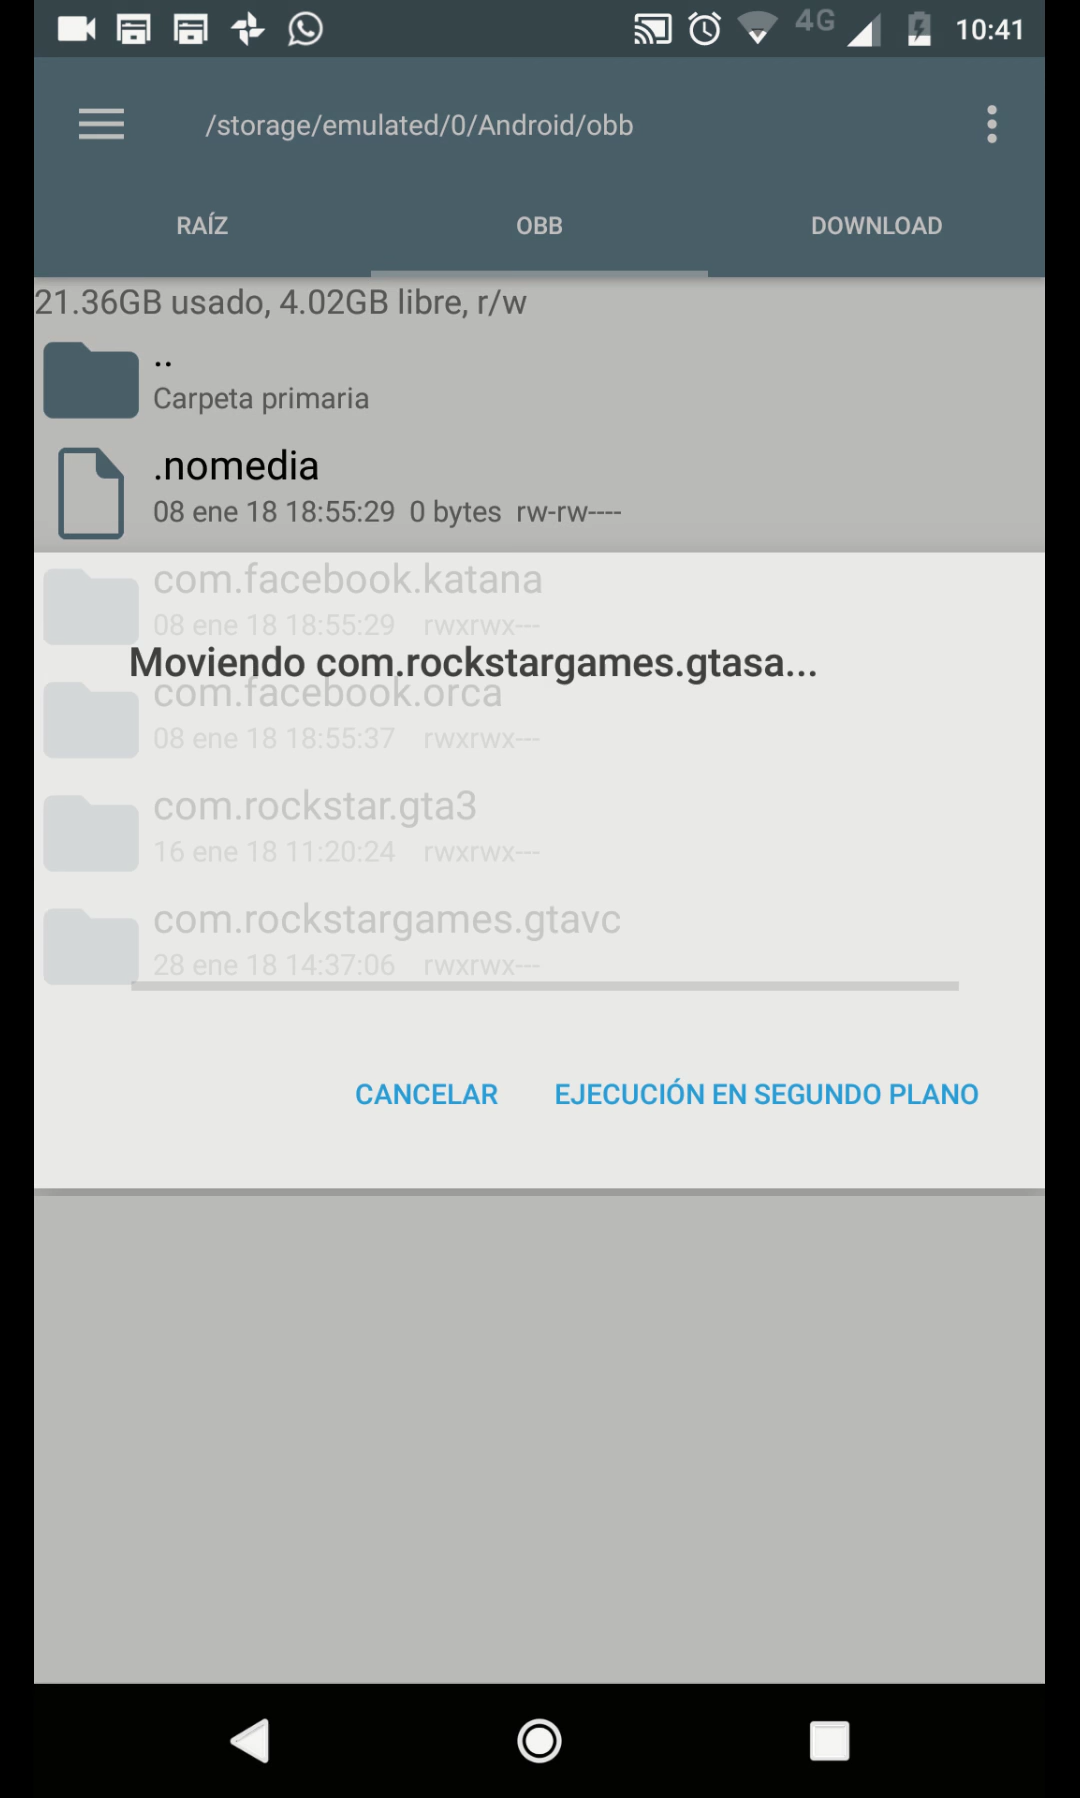 4G 10:41
/storage/emulated/0/Android/obb
RAÍZ OBB DOWNLOAD
21.36GB usado, 4.02GB libre, r/w
..
Carpeta primaria
.nomedia
08 ene 18 18:55:29 0 bytes rw-rw----
com.facebook.katana
08 ene 18 18:55:29 rwxrwx---
Moviendo com.rockstargames.gtasa...
com.facebook.orca
08 ene 18 18:55:37 rwxrwx---
com.rockstar.gta3
16 ene 18 11:20:24 rwxrwx---
com.rockstargames.gtavc
28 ene 18 14:37:06 rwxrwx---
CANCELAR EJECUCIÓN EN SEGUNDO PLANO